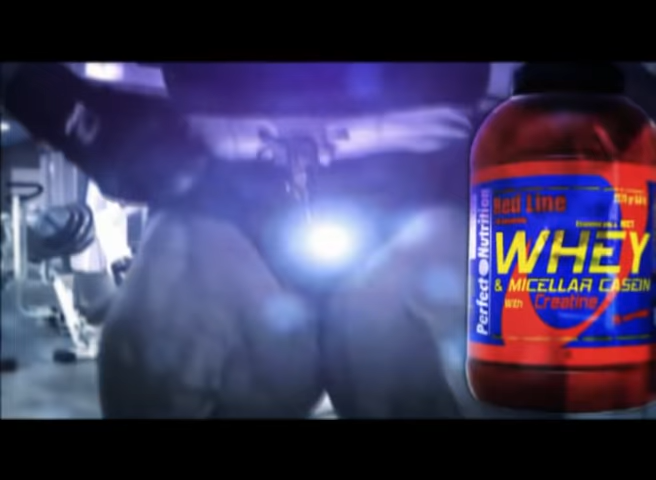 Red Line
WHEY
& MICELLAR CASEIN
With Creatine
Perfect Nutrition